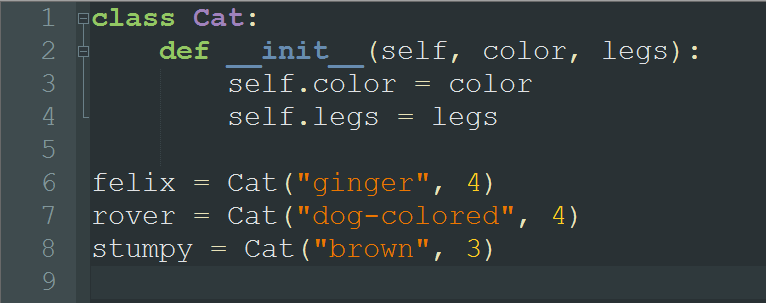 1 class Cat:
2     def __init__(self, color, legs):
3         self.color = color
4         self.legs = legs
5
6 felix = Cat("ginger", 4)
7 rover = Cat("dog-colored", 4)
8 stumpy = Cat("brown", 3)
9